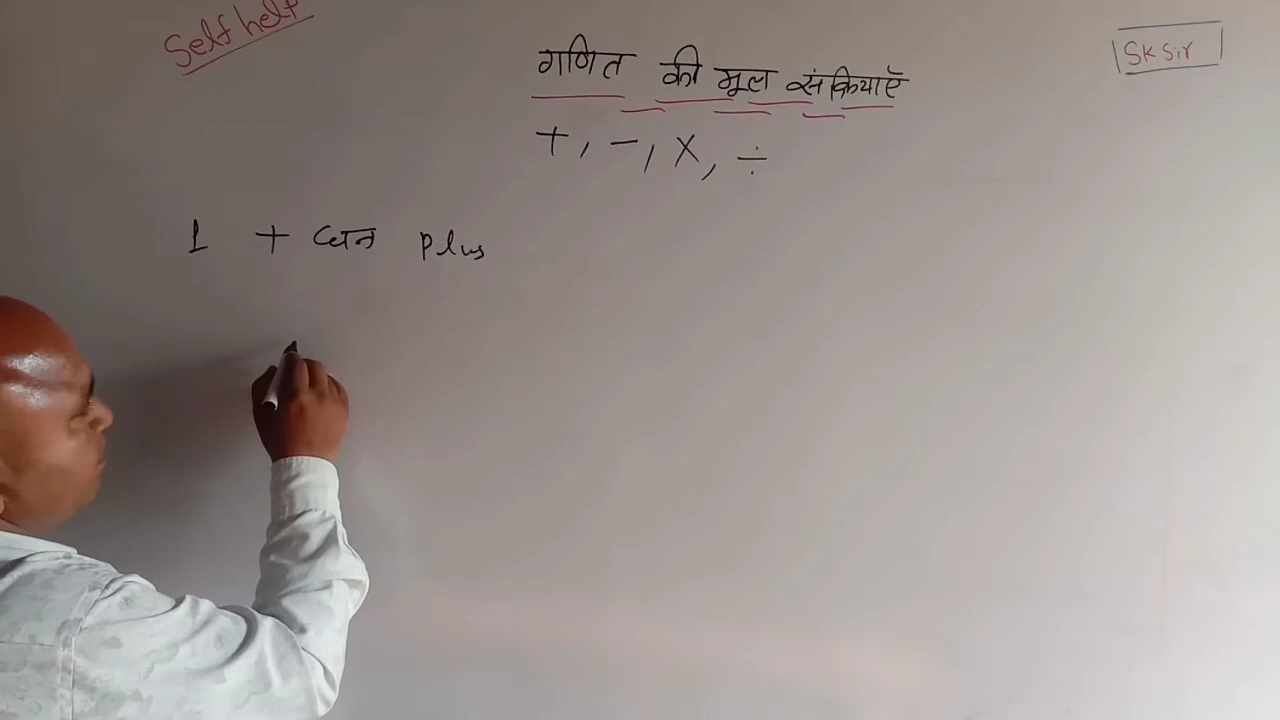 Self help
गणित की मूल संक्रियाएँ
SK Sir
+, -, x, ÷
1 + धन Plus